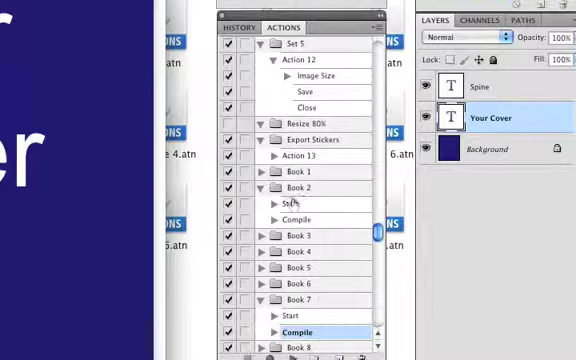 r
er
HISTORY ACTIONS
Set 5
Action 12
Image Size
Save
Close
Resize 80%
Export Stickers
Action 13
Book 1
Book 2
Compile
Book 3
Book 4
Book 5
Book 6
Book 7
Start
Compile
Book 8
ONS
.atn
ONS
e 4.atn
6.atn
ONS
.atn
ONS
.atn
LAYERS CHANNELS PATHS
Normal Opacity: 100%
Lock: Fill: 100%
T Spine
T Your Cover
Background